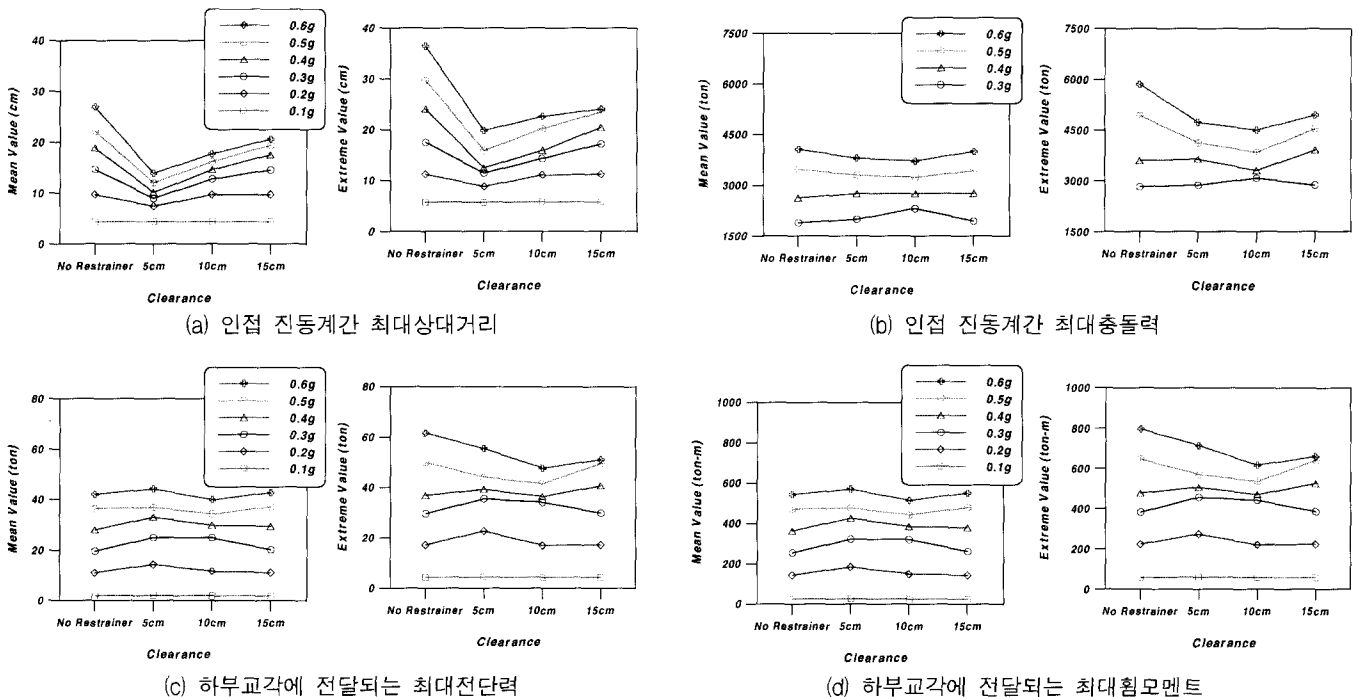 0.6g
0.5g
0.4g
0.3g
0.2g
0.1g
40
30
20
10
0
Mean Value (cm)
No Restrainer 5cm 10cm 15cm
Clearance
40
30
20
10
0
Extreme Value (cm)
No Restrainer 5cm 10cm 15cm
Clearance
(a) 인접 진동계간 최대상대거리
0.6g
0.5g
0.4g
0.3g
7500
6000
4500
3000
1500
Mean Value (ton)
No Restrainer 5cm 10cm 15cm
Clearance
7500
6000
4500
3000
1500
Extreme Value (ton)
No Restrainer 5cm 10cm 15cm
Clearance
(b) 인접 진동계간 최대충돌력
0.6g
0.5g
0.4g
0.3g
0.2g
0.1g
80
60
40
20
0
Mean Value (ton)
No Restrainer 5cm 10cm 15cm
Clearance
80
60
40
20
0
Extreme Value (ton)
No Restrainer 5cm 10cm 15cm
Clearance
(c) 하부교각에 전달되는 최대전단력
0.6g
0.5g
0.4g
0.3g
0.2g
0.1g
1000
800
600
400
200
0
Mean Value (ton-m)
No Restrainer 5cm 10cm 15cm
Clearance
1000
800
600
400
200
0
Extreme Value (ton-m)
No Restrainer 5cm 10cm 15cm
Clearance
(d) 하부교각에 전달되는 최대휨모멘트